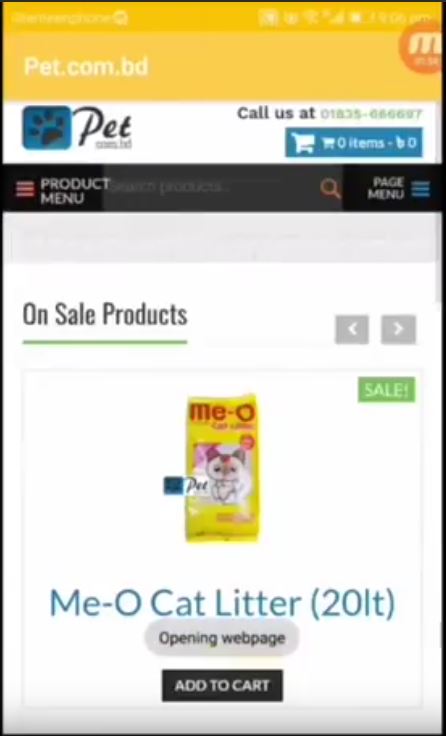 Pet.com.bd
Pet
.com.bd
Call us at 01835-666697
0 items - ৳ 0
PRODUCT MENU
Search products..
PAGE MENU
On Sale Products
SALE!
me-O
Cat Litter
Pet
Me-O Cat Litter (20lt)
Opening webpage
ADD TO CART